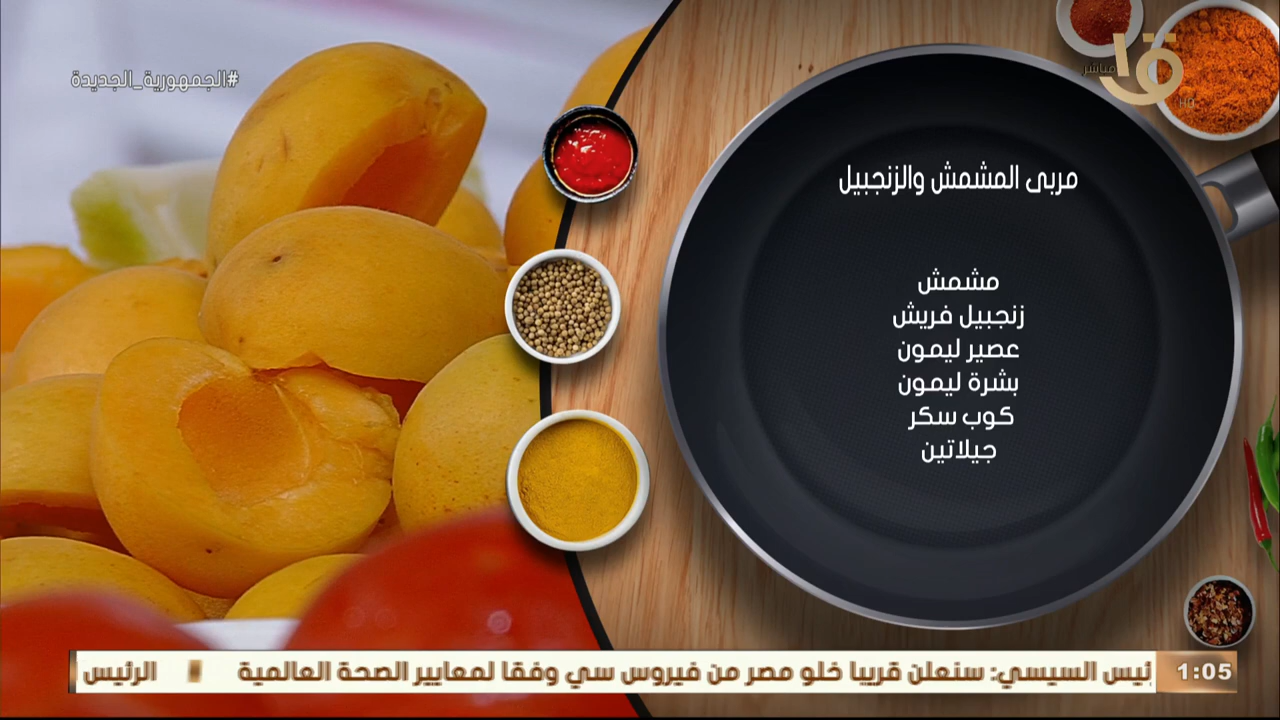 #الجمهورية_الجديدة
مباشر
HD
مربى المشمش والزنجبيل
مشمش
زنجبيل فريش
عصير ليمون
بشرة ليمون
كوب سكر
جيلاتين
1:05
ئيس السيسي: سنعلن قريبا خلو مصر من فيروس سي وفقا لمعايير الصحة العالمية
الرئيس